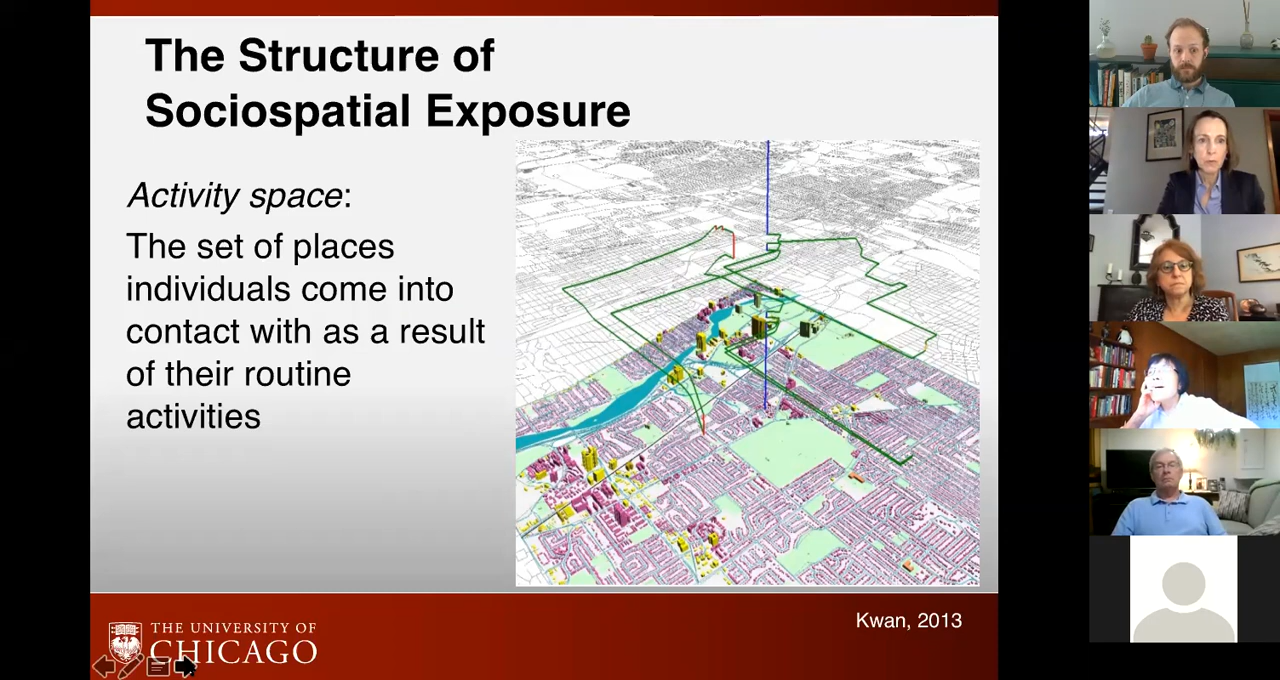 The Structure of
Sociospatial Exposure
Activity space:
The set of places
individuals come into
contact with as a result
of their routine
activities
Kwan, 2013
THE UNIVERSITY OF
CHICAGO